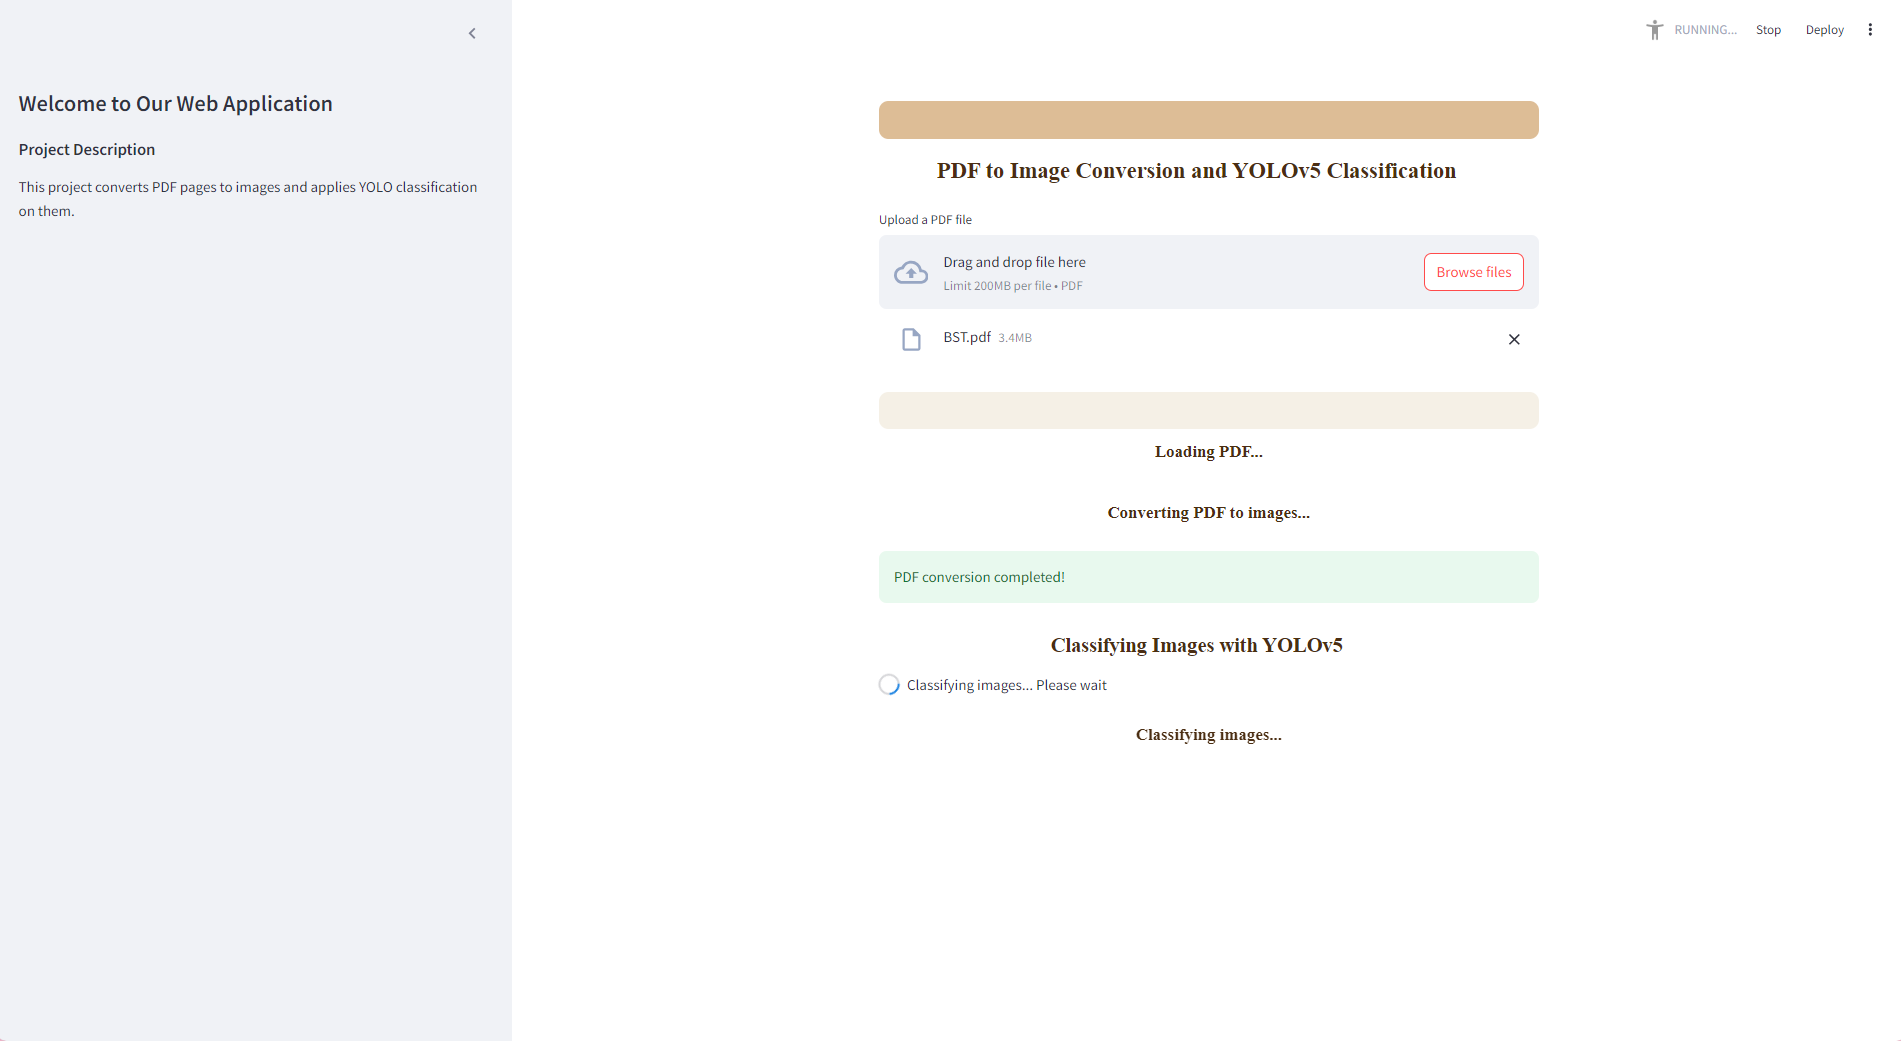 RUNNING...
Stop
Deploy
Welcome to Our Web Application
Project Description
This project converts PDF pages to images and applies YOLO classification
on them.
PDF to Image Conversion and YOLOv5 Classification
Upload a PDF file
Drag and drop file here
Limit 200MB per file • PDF
Browse files
BST.pdf 3.4MB
Loading PDF...
Converting PDF to images...
PDF conversion completed!
Classifying Images with YOLOv5
Classifying images... Please wait
Classifying images...